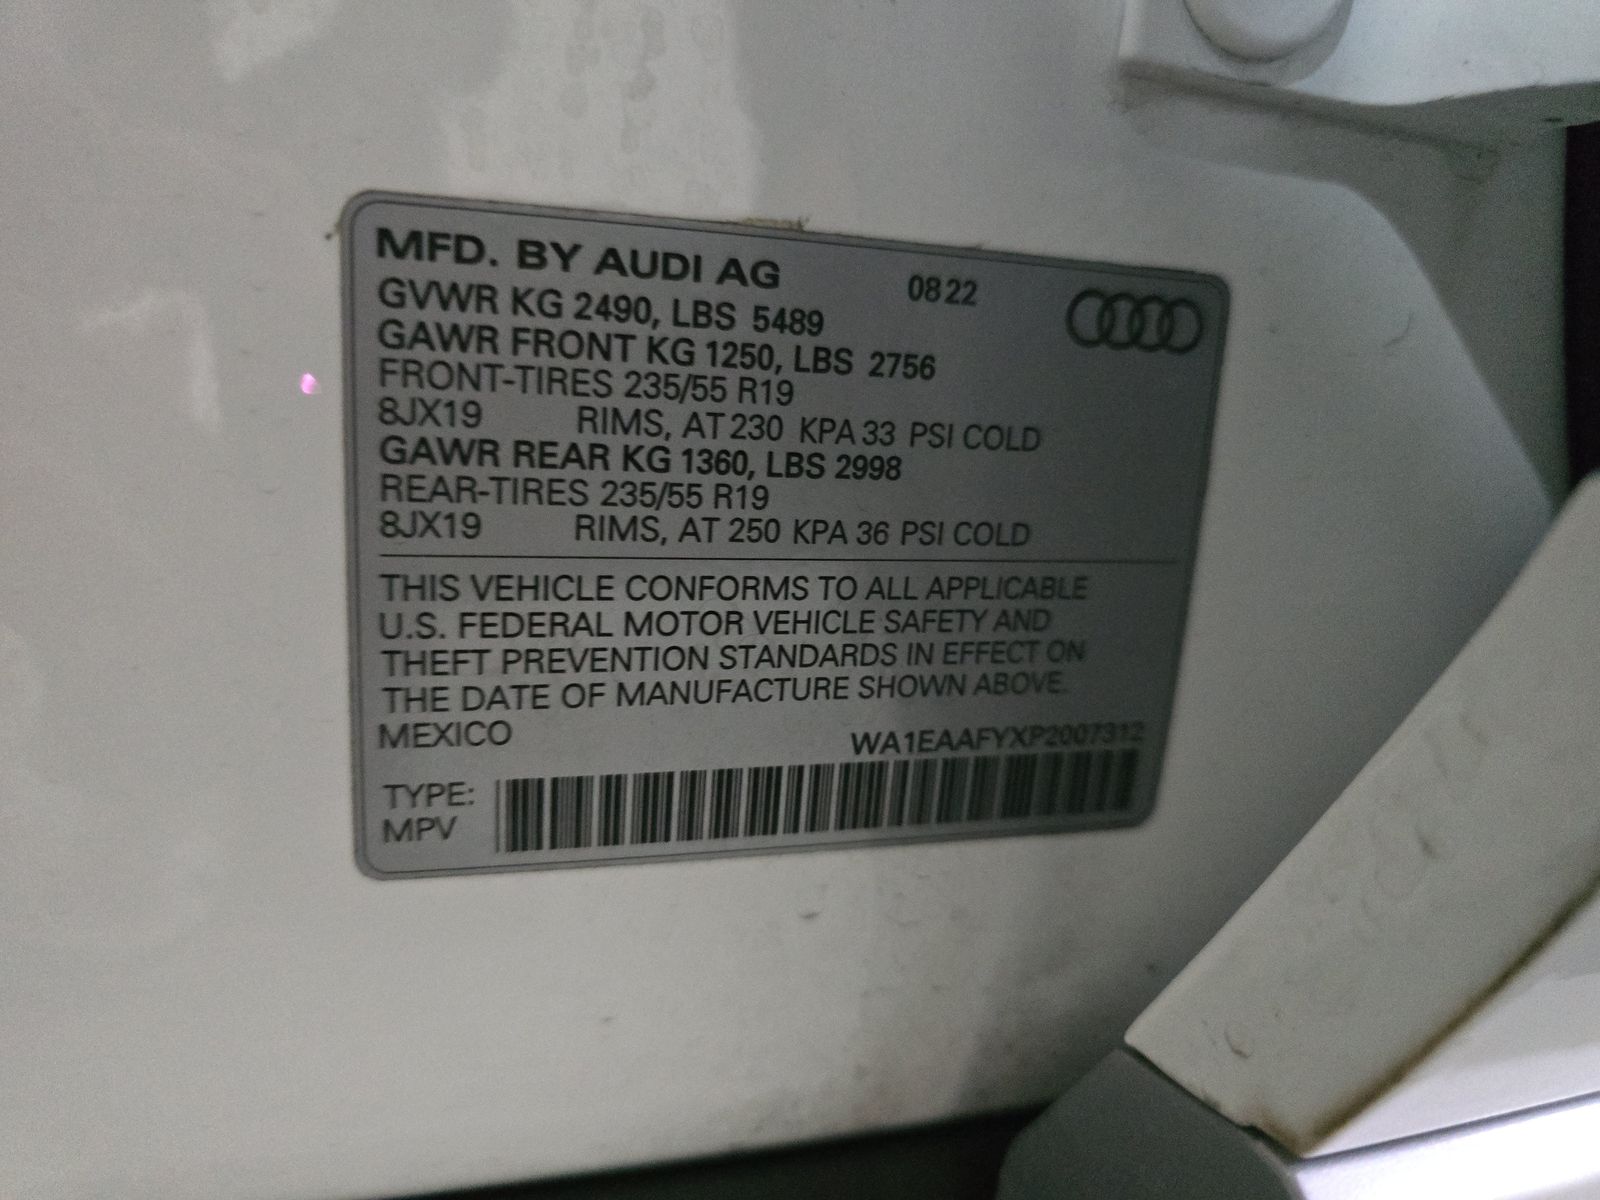 MFD. BY AUDI AG 0822
GVWR KG 2490, LBS 5489
GAWR FRONT KG 1250, LBS 2756
FRONT-TIRES 235/55 R19
8JX19 RIMS, AT 230 KPA 33 PSI COLD
GAWR REAR KG 1360, LBS 2998
REAR-TIRES 235/55 R19
8JX19 RIMS, AT 250 KPA 36 PSI COLD
THIS VEHICLE CONFORMS TO ALL APPLICABLE
U.S. FEDERAL MOTOR VEHICLE SAFETY AND
THEFT PREVENTION STANDARDS IN EFFECT ON
THE DATE OF MANUFACTURE SHOWN ABOVE.
MEXICO WA1EAAFYXP2007312
TYPE:
MPV